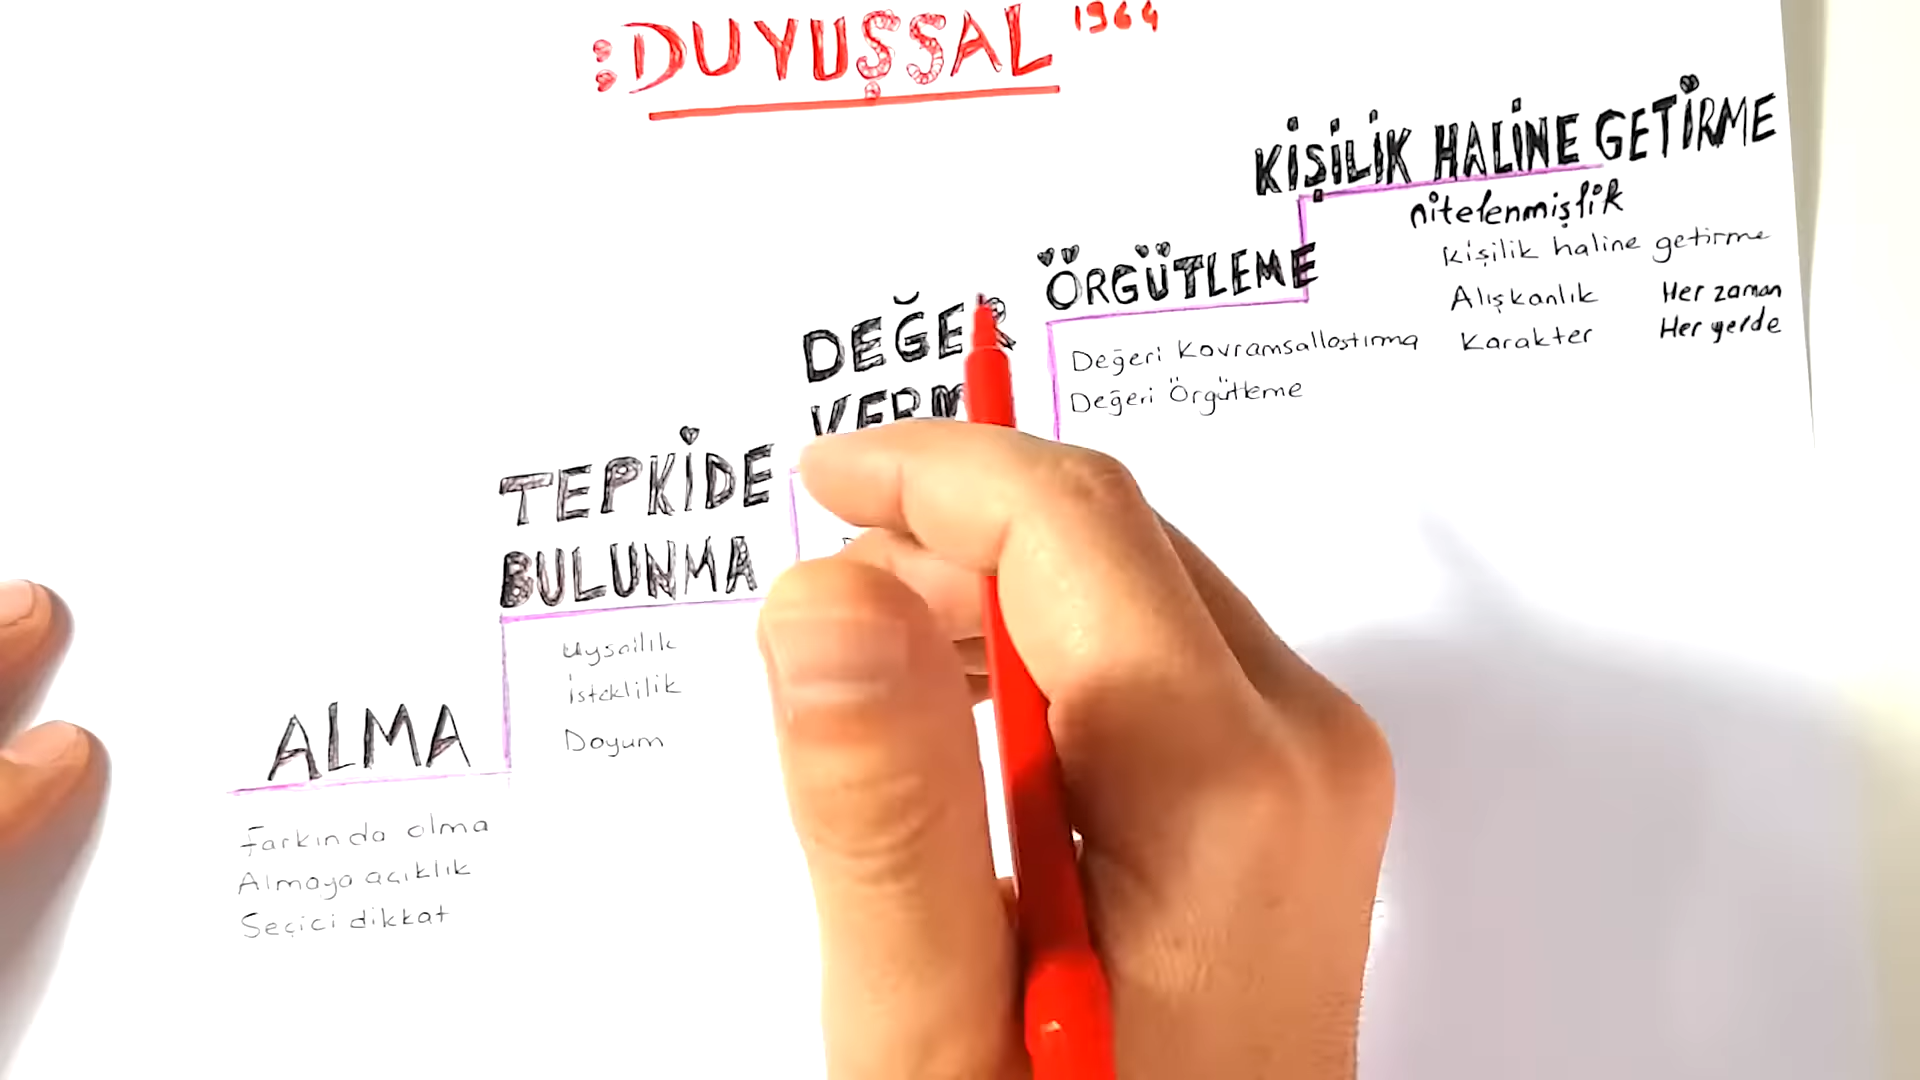 :DUYUŞSAL 1964
KİŞİLİK HALİNE GETİRME
nitelenmişlik
Kişilik haline getirme
Alışkanlık Her zaman
Karakter Her yerde
ÖRGÜTLEME
Değeri Kavramsallaştırma
Değeri Örgütleme
DEĞER
TEPKİDE
BULUNMA
Uysallık
İsteklilik
Doyum
ALMA
Farkında olma
Almaya açıklık
Seçici dikkat